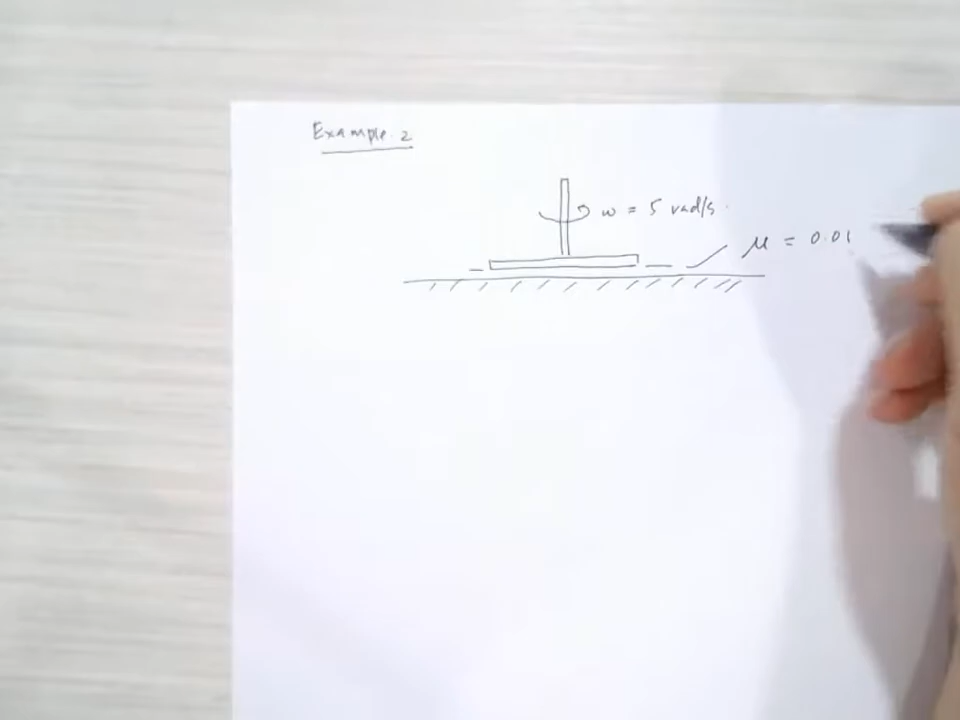 Example 2
ω = 5 rad/s
μ = 0.01